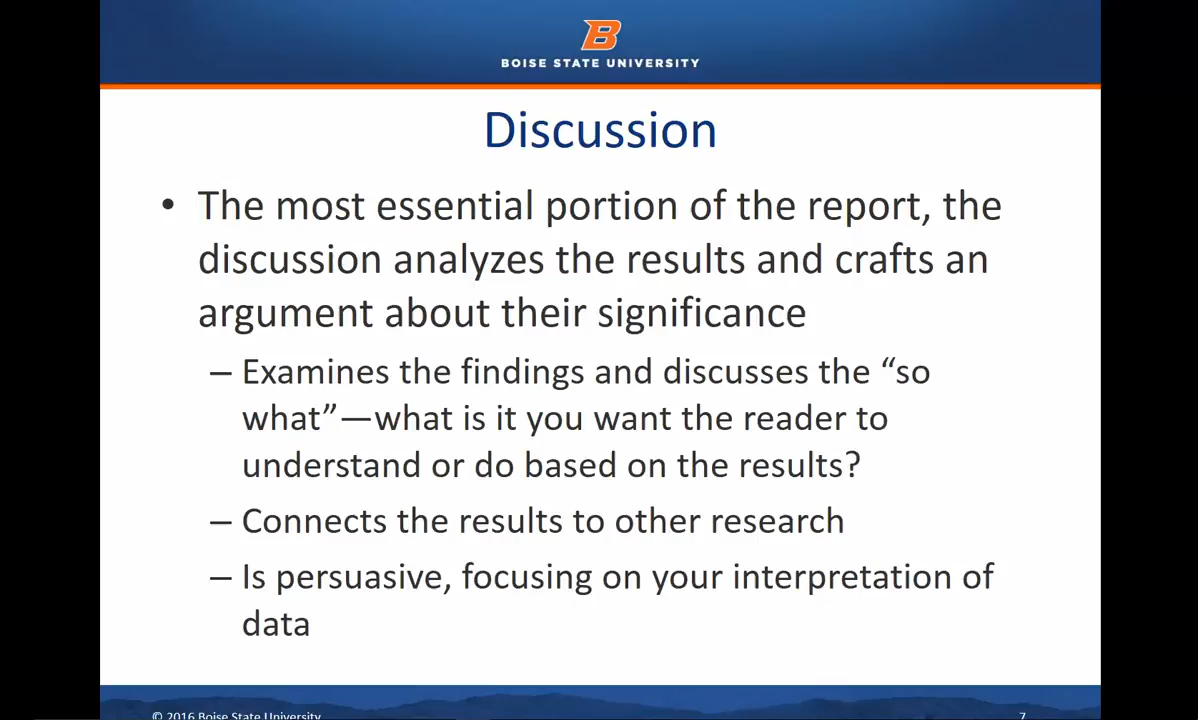 B
BOISE STATE UNIVERSITY
Discussion
• The most essential portion of the report, the
discussion analyzes the results and crafts an
argument about their significance
– Examines the findings and discusses the “so
what”—what is it you want the reader to
understand or do based on the results?
– Connects the results to other research
– Is persuasive, focusing on your interpretation of
data
© 2016 Boise State University
7